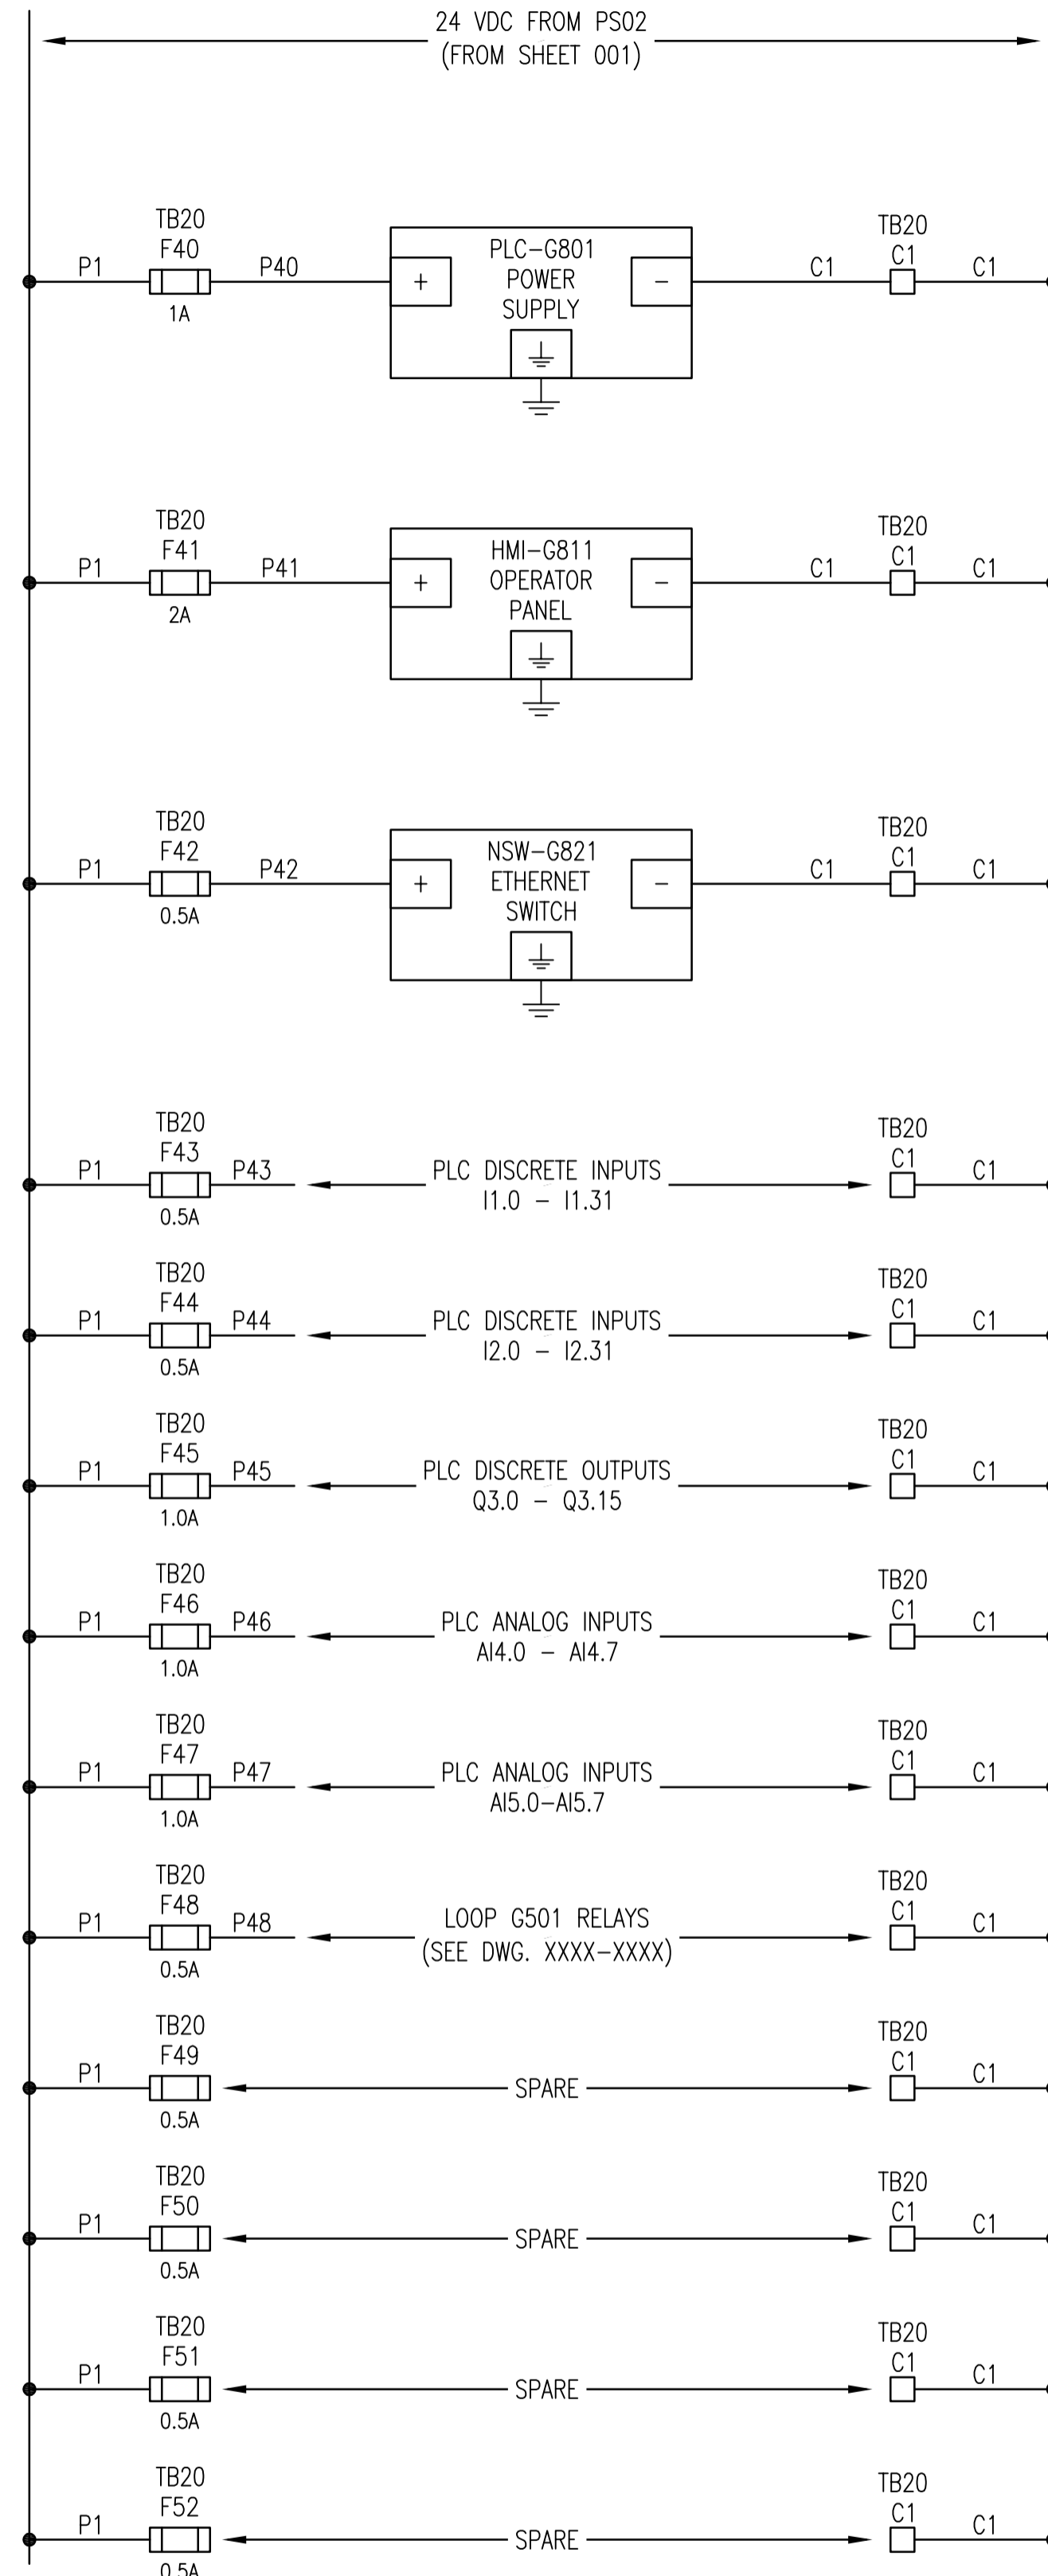 24 VDC FROM PS02
(FROM SHEET 001)
TB20
F40
P1
P40
1A
PLC-G801
POWER
SUPPLY
+
-
C1
TB20
C1
C1
TB20
F41
P1
P41
2A
HMI-G811
OPERATOR
PANEL
+
-
C1
TB20
C1
C1
TB20
F42
P1
P42
0.5A
NSW-G821
ETHERNET
SWITCH
+
-
C1
TB20
C1
C1
TB20
F43
P1
P43
0.5A
PLC DISCRETE INPUTS
I1.0 - I1.31
TB20
C1
C1
TB20
F44
P1
P44
0.5A
PLC DISCRETE INPUTS
I2.0 - I2.31
TB20
C1
C1
TB20
F45
P1
P45
1.0A
PLC DISCRETE OUTPUTS
Q3.0 - Q3.15
TB20
C1
C1
TB20
F46
P1
P46
1.0A
PLC ANALOG INPUTS
AI4.0 - AI4.7
TB20
C1
C1
TB20
F47
P1
P47
1.0A
PLC ANALOG INPUTS
AI5.0-AI5.7
TB20
C1
C1
TB20
F48
P1
P48
0.5A
LOOP G501 RELAYS
(SEE DWG. XXXX-XXXX)
TB20
C1
C1
TB20
F49
P1
0.5A
SPARE
TB20
C1
C1
TB20
F50
P1
0.5A
SPARE
TB20
C1
C1
TB20
F51
P1
0.5A
SPARE
TB20
C1
C1
TB20
F52
P1
0.5A
SPARE
TB20
C1
C1